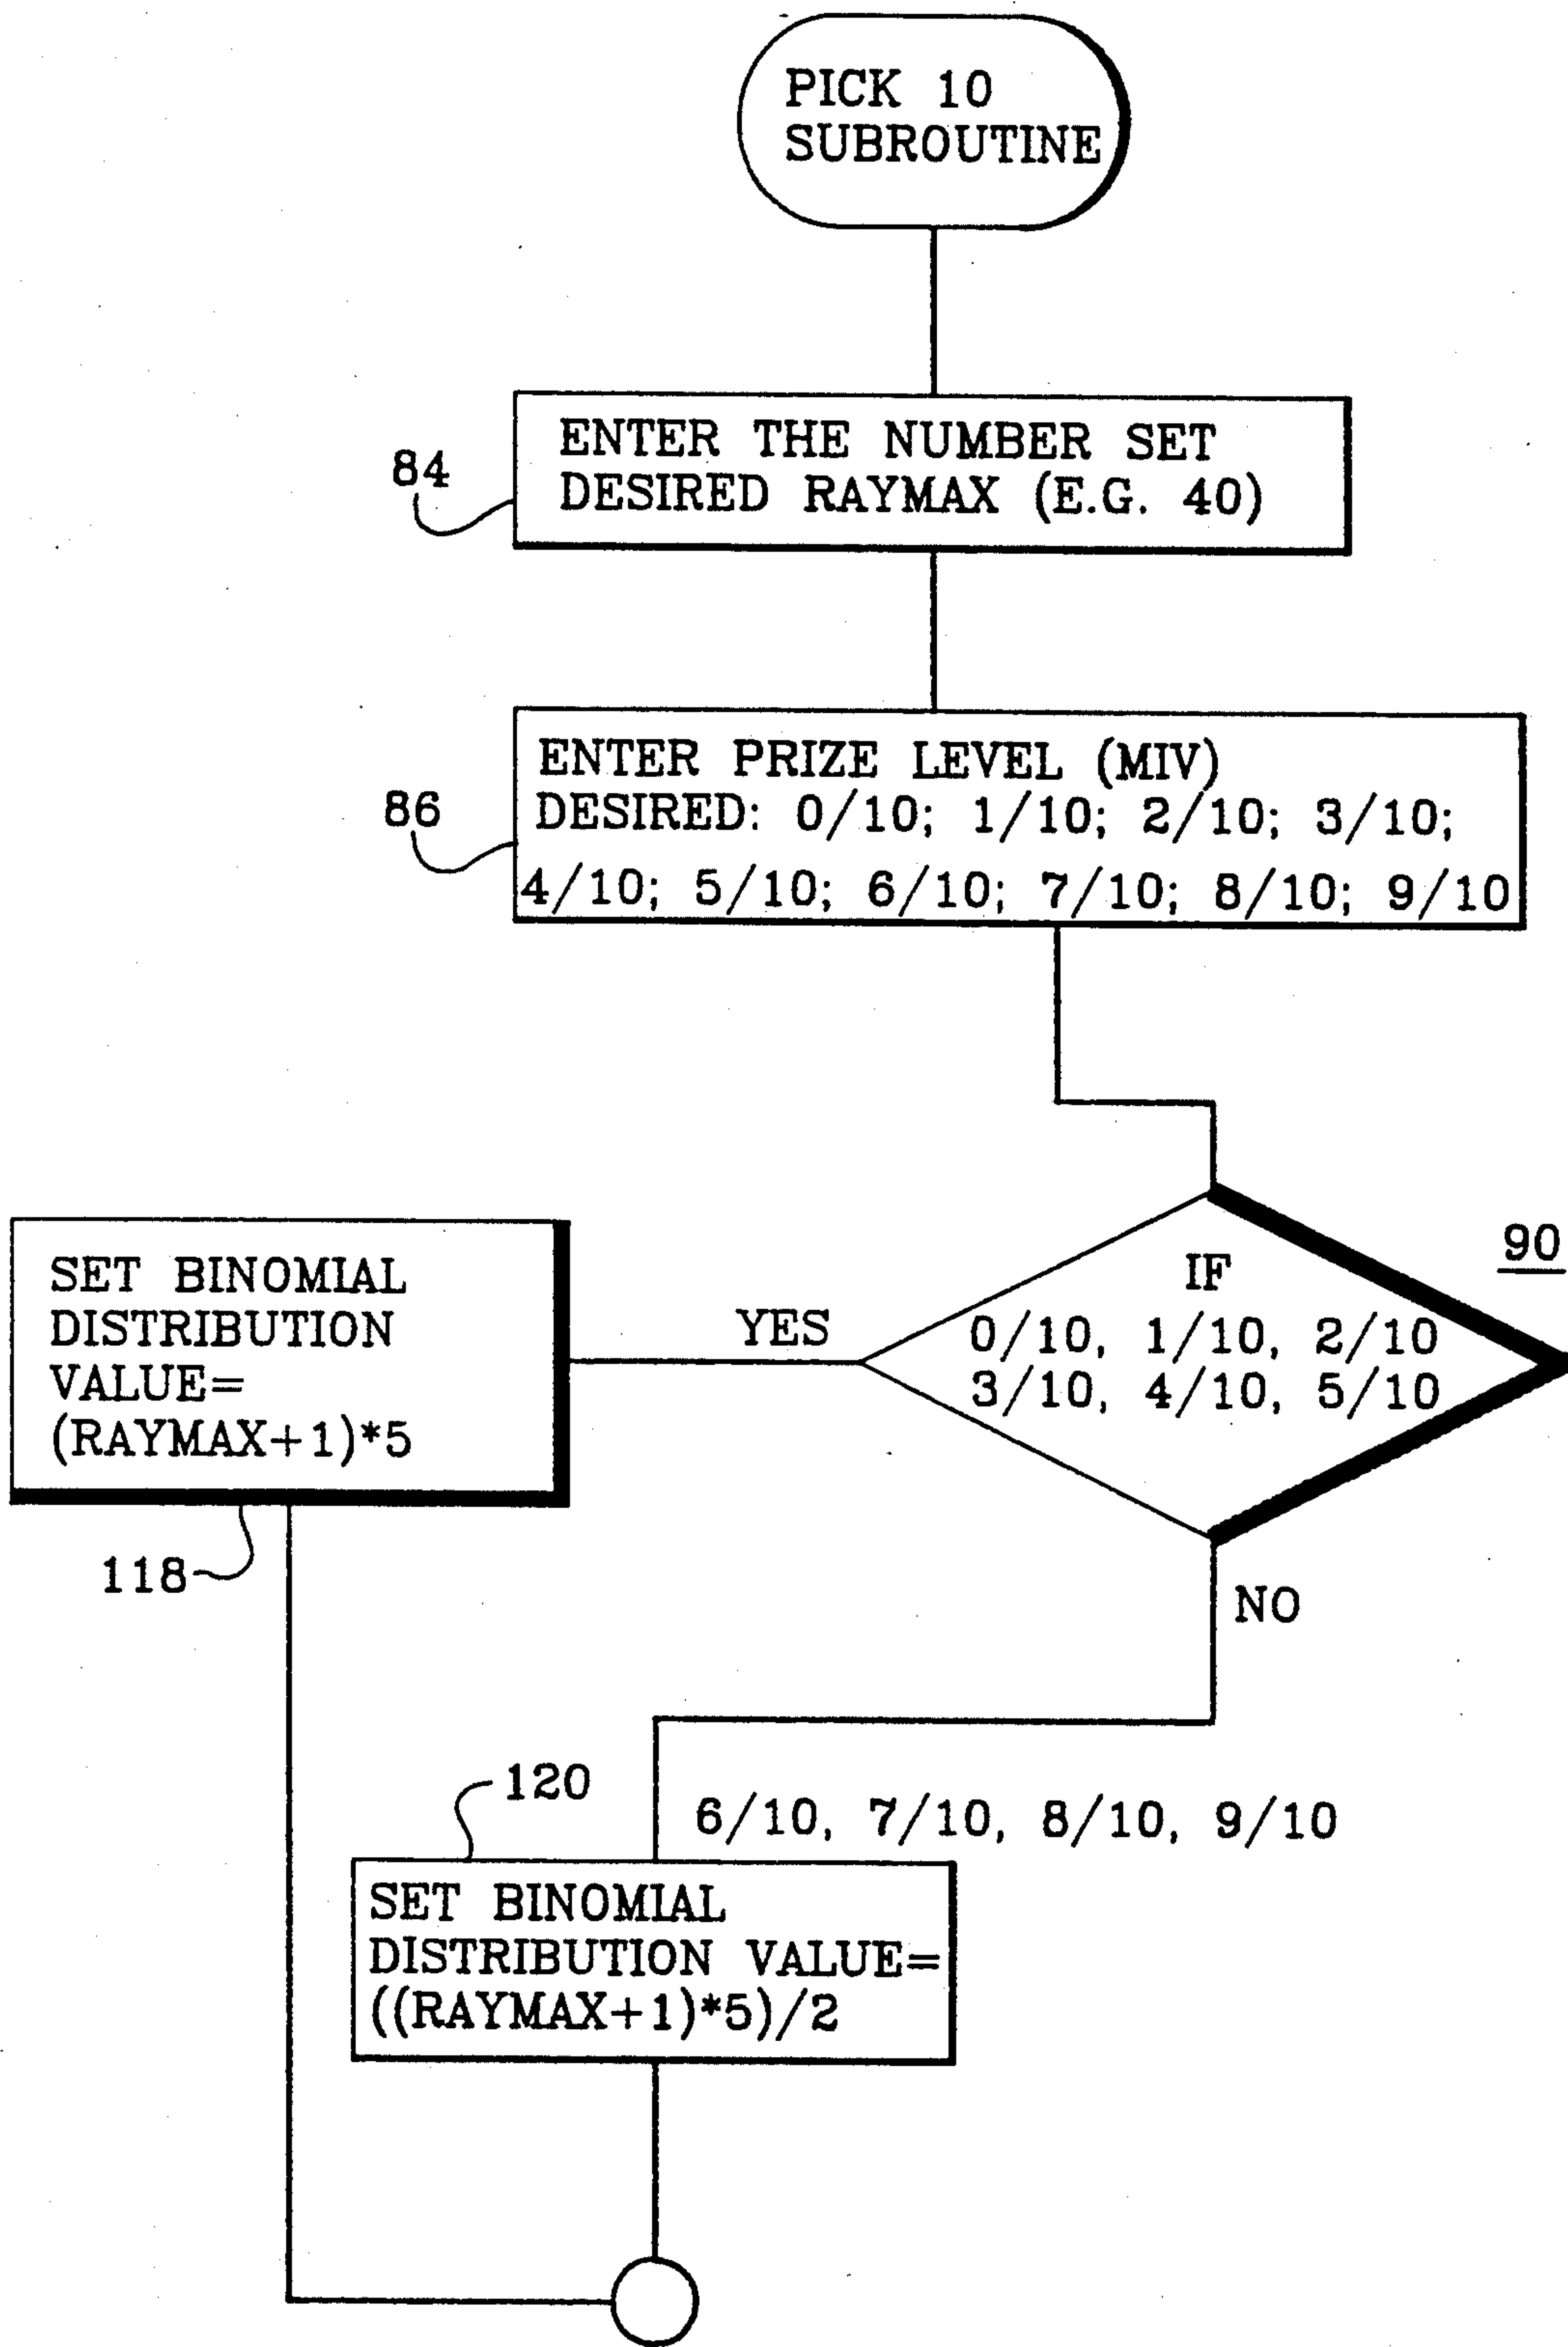 PICK 10
SUBROUTINE
84
ENTER THE NUMBER SET
DESIRED RAYMAX (E.G. 40)
86
ENTER PRIZE LEVEL (MIV)
DESIRED: 0/10; 1/10; 2/10; 3/10;
4/10; 5/10; 6/10; 7/10; 8/10; 9/10
90
IF
0/10, 1/10, 2/10
3/10, 4/10, 5/10
YES
SET BINOMIAL
DISTRIBUTION
VALUE=
(RAYMAX+1)*5
118
NO
120
6/10, 7/10, 8/10, 9/10
SET BINOMIAL
DISTRIBUTION VALUE=
((RAYMAX+1)*5)/2